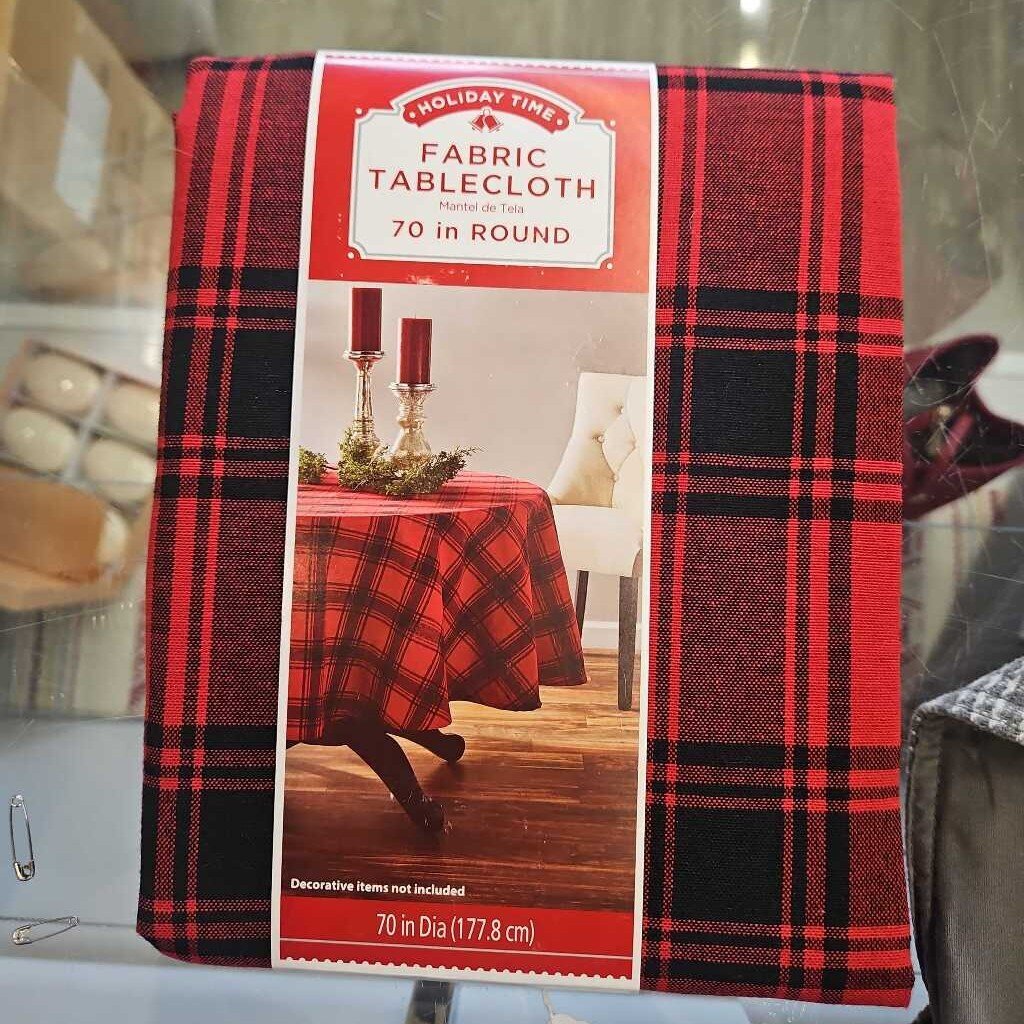 HOLIDAY TIME
FABRIC
TABLECLOTH
Mantel de Tela
70 in ROUND
Decorative items not included
70 in Dia (177.8 cm)